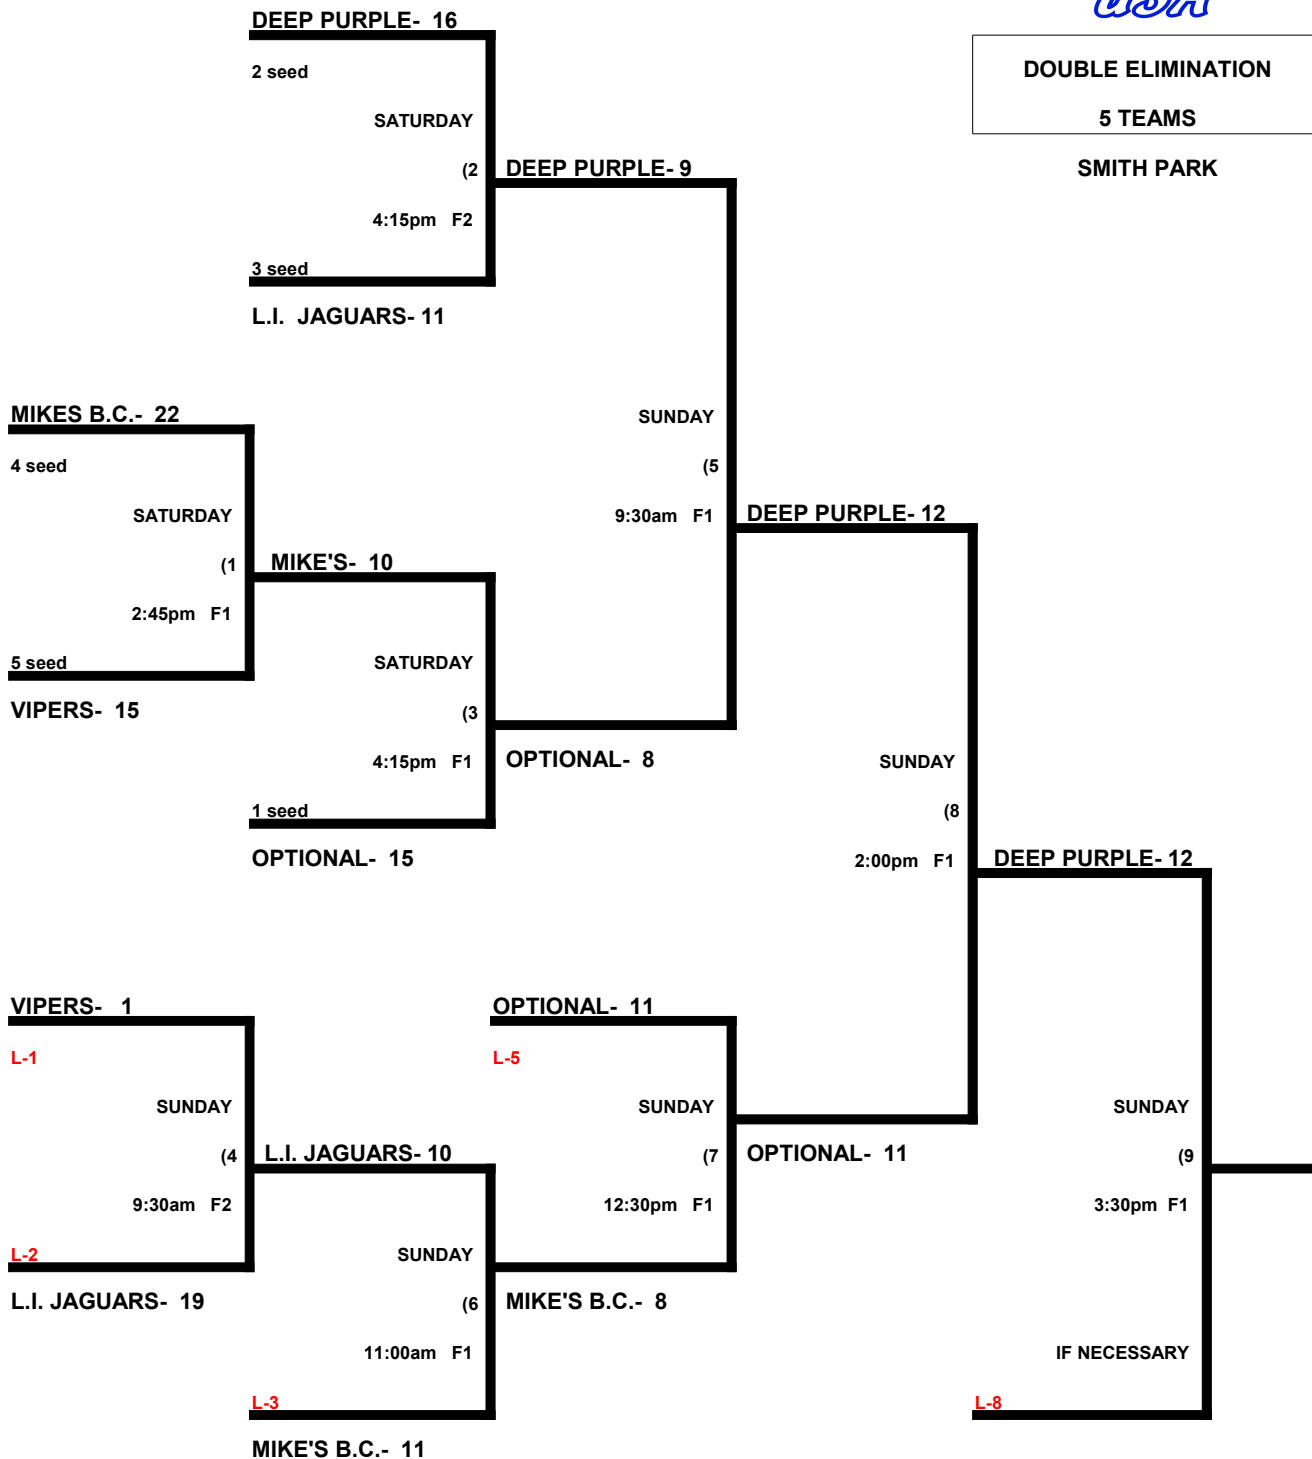 USA
DEEP PURPLE- 16
2 seed
DOUBLE ELIMINATION
5 TEAMS
SMITH PARK
SATURDAY
(2
DEEP PURPLE- 9
4:15pm F2
3 seed
L.I. JAGUARS- 11
MIKES B.C.- 22
4 seed
SUNDAY
(5
9:30am F1
SATURDAY
(1
2:45pm F1
5 seed
VIPERS- 15
MIKE'S- 10
DEEP PURPLE- 12
SATURDAY
(3
4:15pm F1
1 seed
OPTIONAL- 15
OPTIONAL- 8
SUNDAY
(8
2:00pm F1
DEEP PURPLE- 12
VIPERS- 1
L-1
SUNDAY
(4
9:30am F2
L-2
L.I. JAGUARS- 19
L.I. JAGUARS- 10
OPTIONAL- 11
L-5
SUNDAY
(7
12:30pm F1
OPTIONAL- 11
SUNDAY
(9
3:30pm F1
SUNDAY
(6
11:00am F1
MIKE'S B.C.- 8
L-3
MIKE'S B.C.- 11
IF NECESSARY
L-8